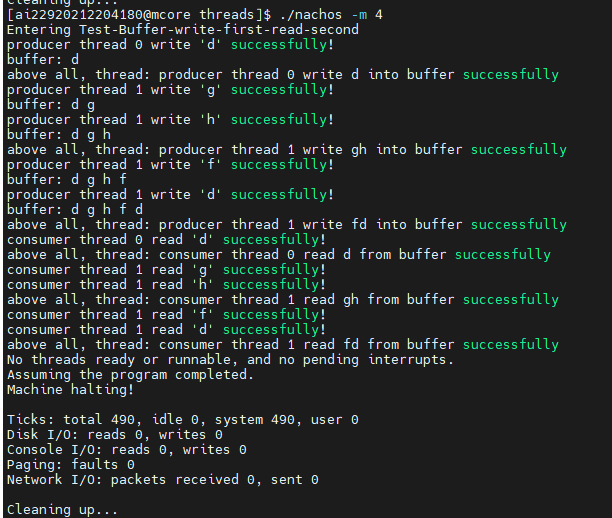 Cleaning up...
[ai22920212204180@mcore threads]$ ./nachos -m 4
Entering Test-Buffer-write-first-read-second
producer thread 0 write 'd' successfully!
buffer: d
above all, thread: producer thread 0 write d into buffer successfully
producer thread 1 write 'g' successfully!
buffer: d g
producer thread 1 write 'h' successfully!
buffer: d g h
above all, thread: producer thread 1 write gh into buffer successfully
producer thread 1 write 'f' successfully!
buffer: d g h f
producer thread 1 write 'd' successfully!
buffer: d g h f d
above all, thread: producer thread 1 write fd into buffer successfully
consumer thread 0 read 'd' successfully!
above all, thread: consumer thread 0 read d from buffer successfully
consumer thread 1 read 'g' successfully!
consumer thread 1 read 'h' successfully!
above all, thread: consumer thread 1 read gh from buffer successfully
consumer thread 1 read 'f' successfully!
consumer thread 1 read 'd' successfully!
above all, thread: consumer thread 1 read fd from buffer successfully
No threads ready or runnable, and no pending interrupts.
Assuming the program completed.
Machine halting!

Ticks: total 490, idle 0, system 490, user 0
Disk I/O: reads 0, writes 0
Console I/O: reads 0, writes 0
Paging: faults 0
Network I/O: packets received 0, sent 0

Cleaning up...